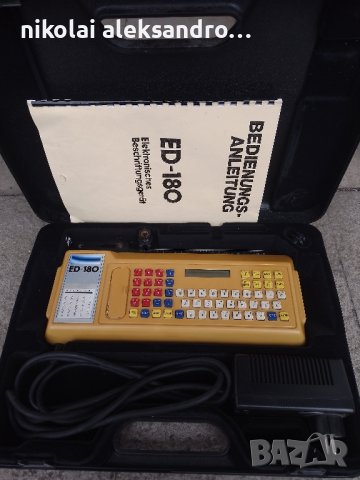 nikolai aleksandro...
BEDIENUNGS-
ANLEITUNG
ED-180
Elektronisches
Beschriftungsgerät
ED-180
BAZAR